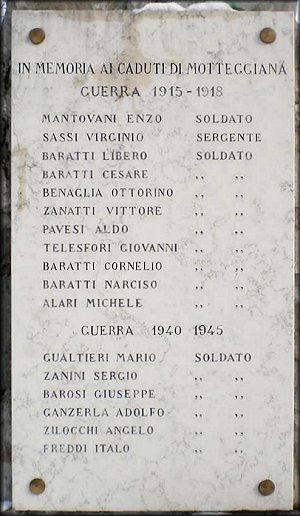 IN MEMORIA AI CADUTI DI MOTTEGGIANA
GUERRA 1915-1918
MANTOVANI ENZO SOLDATO
SASSI VIRGINIO SERGENTE
BARATTI LIBERO SOLDATO
BARATTI CESARE ,, ,,
BENAGLIA OTTORINO ,, ,,
ZANATTI VITTORE ,, ,,
PAVESI ALDO ,, ,,
TELESFORI GIOVANNI ,, ,,
BARATTI CORNELIO ,, ,,
BARATTI NARCISO ,, ,,
ALARI MICHELE ,, ,,
GUERRA 1940 1945
GUALTIERI MARIO SOLDATO
ZANINI SERGIO ,, ,,
BAROSI GIUSEPPE ,, ,,
GANZERLA ADOLFO ,, ,,
ZILOCCHI ANGELO ,, ,,
FREDDI ITALO ,, ,,